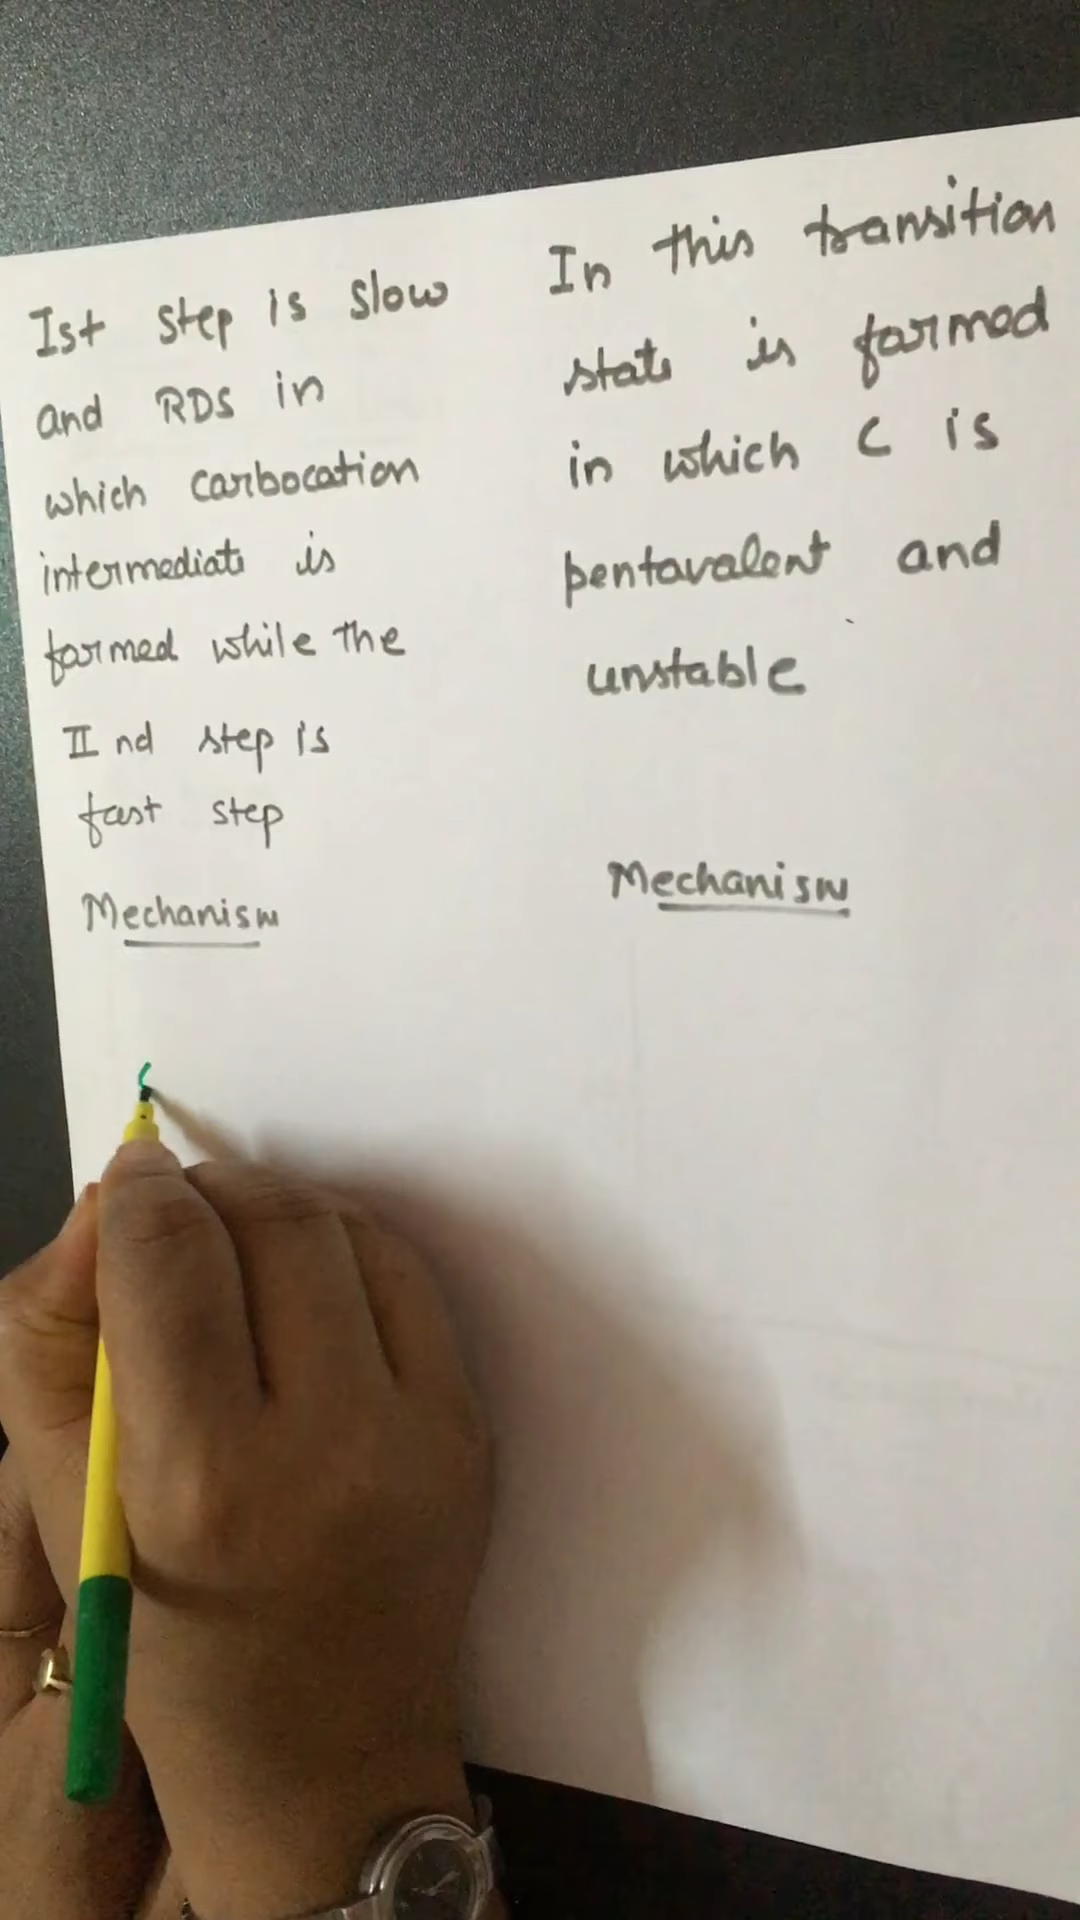 Ist step is slow
and RDS in
which carbocation
intermediate is
formed while the
II nd step is
fast step
Mechanism
In this transition
state is formed
in which C is
pentavalent and
unstable
Mechanism